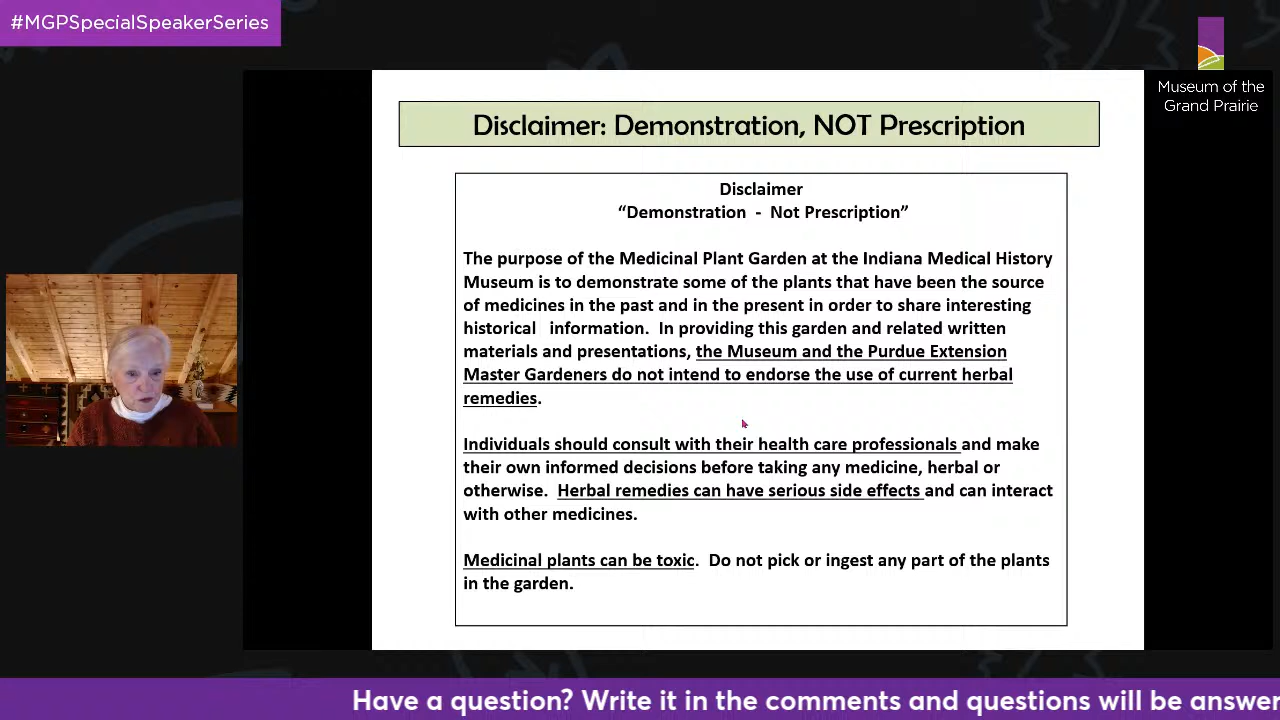 #MGPSpecialSpeakerSeries
Museum of the
Grand Prairie
Disclaimer: Demonstration, NOT Prescription
Disclaimer
“Demonstration - Not Prescription”
The purpose of the Medicinal Plant Garden at the Indiana Medical History
Museum is to demonstrate some of the plants that have been the source
of medicines in the past and in the present in order to share interesting
historical information. In providing this garden and related written
materials and presentations, the Museum and the Purdue Extension
Master Gardeners do not intend to endorse the use of current herbal
remedies.
Individuals should consult with their health care professionals and make
their own informed decisions before taking any medicine, herbal or
otherwise. Herbal remedies can have serious side effects and can interact
with other medicines.
Medicinal plants can be toxic. Do not pick or ingest any part of the plants
in the garden.
Have a question? Write it in the comments and questions will be answer